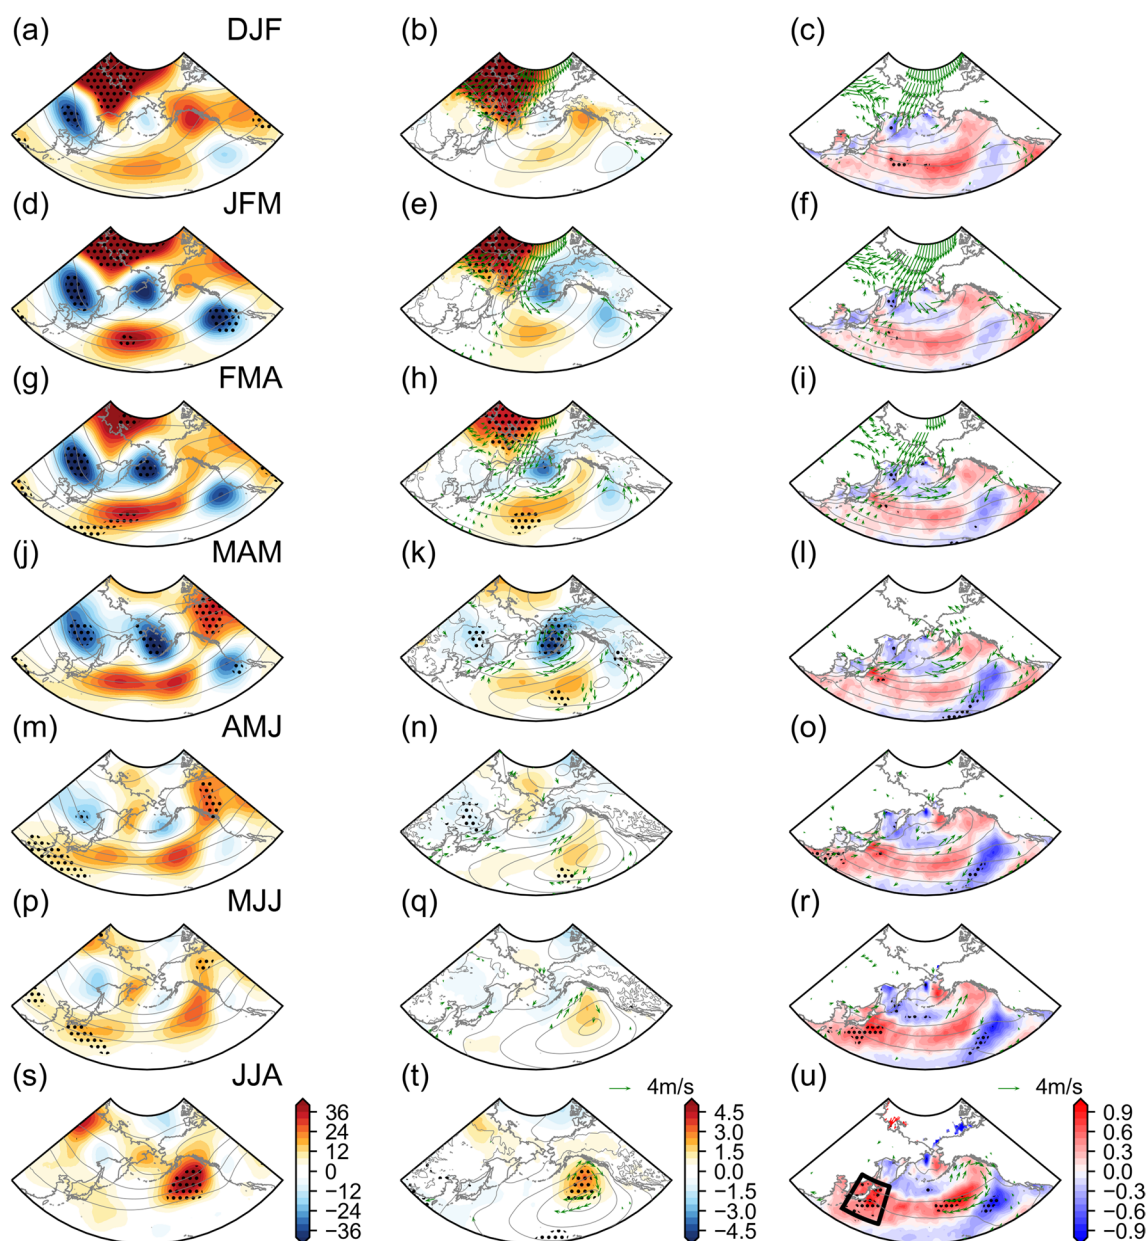 (a) DJF (b) (c)
(d) JFM (e) (f)
(g) FMA (h) (i)
(j) MAM (k) (l)
(m) AMJ (n) (o)
(p) MJJ (q) (r)
(s) JJA (t) (u)
4m/s 4m/s
36 4.5 0.9
24 3.0 0.6
12 1.5 0.3
0 0.0 0.0
−12 −1.5 −0.3
−24 −3.0 −0.6
−36 −4.5 −0.9